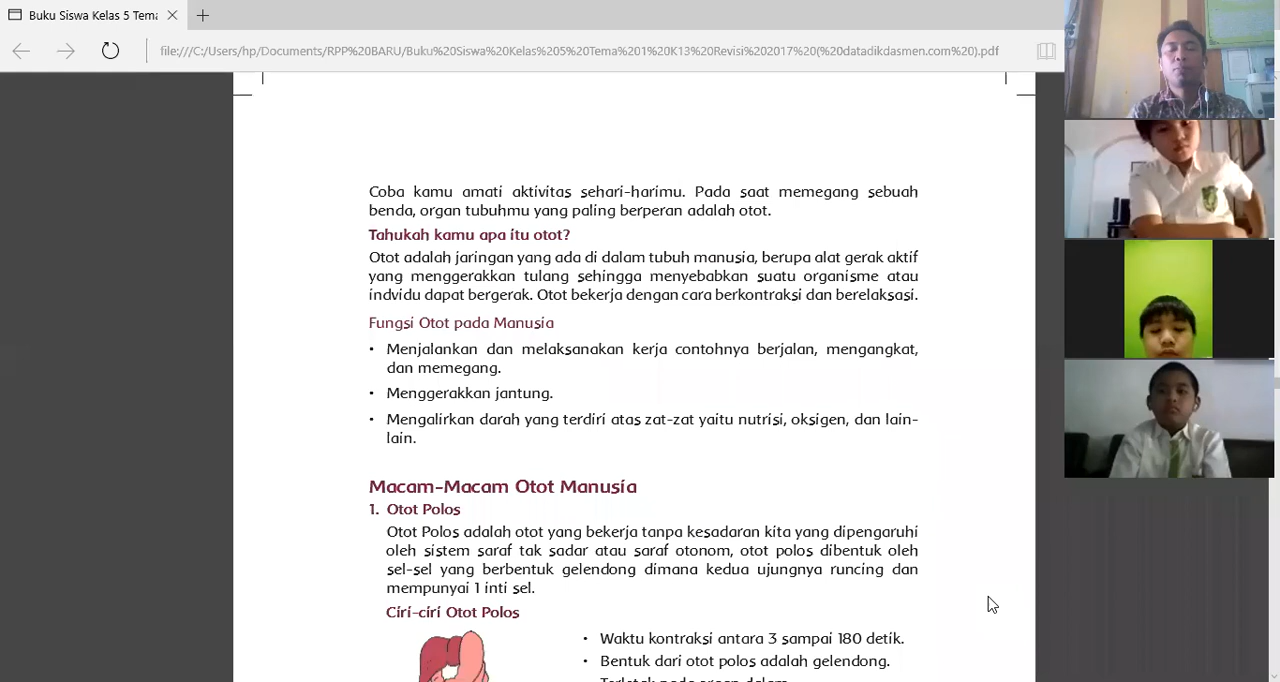 Buku Siswa Kelas 5 Tema
file:///C:/Users/hp/Documents/RPP%20BARU/Buku%20Siswa%20Kelas%205%20Tema%201%20K13%20Revisi%202017%20(%20datadikdasmen.com%20).pdf
Coba kamu amati aktivitas sehari-harimu. Pada saat memegang sebuah
benda, organ tubuhmu yang paling berperan adalah otot.
Tahukah kamu apa itu otot?
Otot adalah jaringan yang ada di dalam tubuh manusia, berupa alat gerak aktif
yang menggerakkan tulang sehingga menyebabkan suatu organisme atau
indvidu dapat bergerak. Otot bekerja dengan cara berkontraksi dan berelaksasi.
Fungsi Otot pada Manusia
• Menjalankan dan melaksanakan kerja contohnya berjalan, mengangkat,
dan memegang.
• Menggerakkan jantung.
• Mengalirkan darah yang terdiri atas zat-zat yaitu nutrisi, oksigen, dan lain-
lain.
Macam-Macam Otot Manusia
1. Otot Polos
Otot Polos adalah otot yang bekerja tanpa kesadaran kita yang dipengaruhi
oleh sistem saraf tak sadar atau saraf otonom, otot polos dibentuk oleh
sel-sel yang berbentuk gelendong dimana kedua ujungnya runcing dan
mempunyai 1 inti sel.
Ciri-ciri Otot Polos
• Waktu kontraksi antara 3 sampai 180 detik.
• Bentuk dari otot polos adalah gelendong.
Terletak pada organ dalam